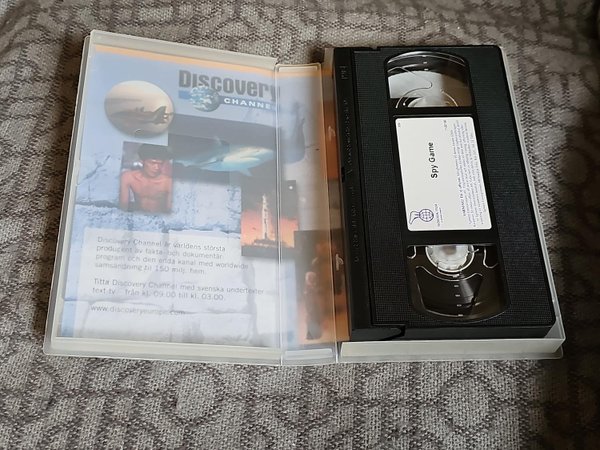 Discovery
CHANNEL
Discovery Channel är världens största
producent av fakta- och dokumentär
program och den enda kanal med worldwide
samsändning till 150 milj. hem.
Titta Discovery Channel med svenska undertexter
text-tv från kl. 09.00 till kl. 03.00.
www.discoveryeurope.com
Spy Game